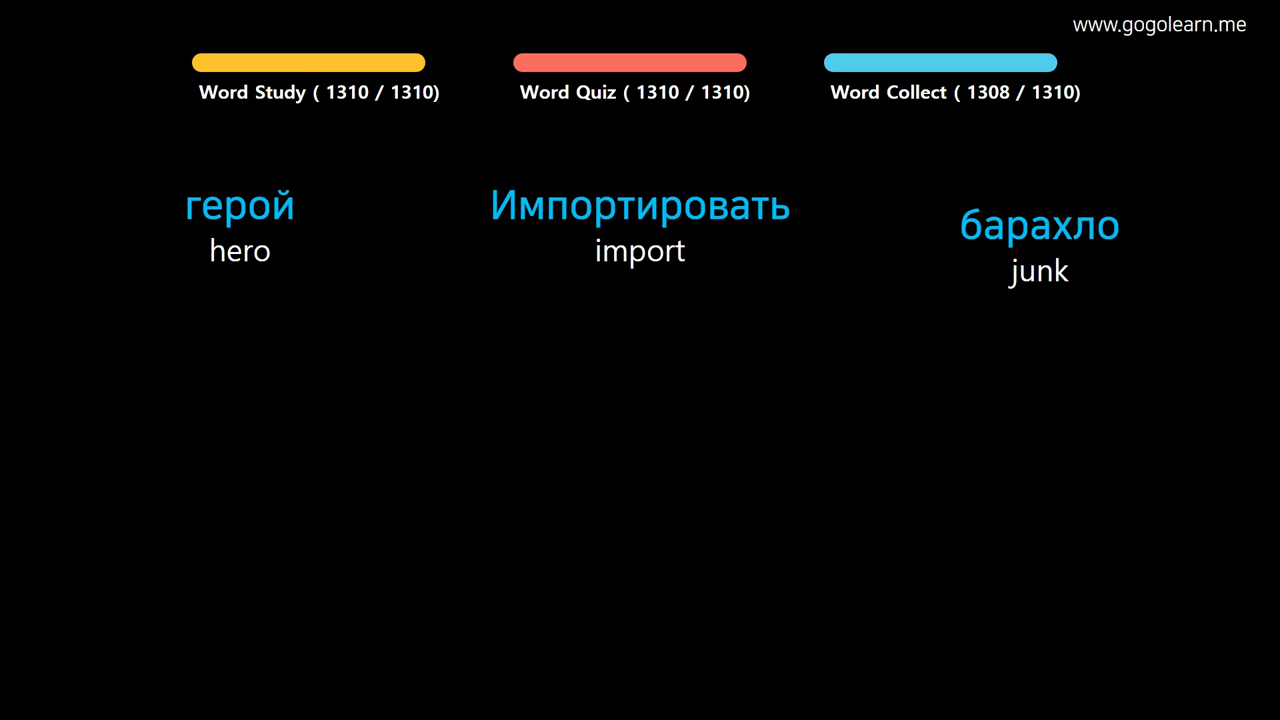 www.gogolearn.me
Word Study ( 1310 / 1310)
Word Quiz ( 1310 / 1310)
Word Collect ( 1308 / 1310)
герой
hero
Импортировать
import
барахло
junk